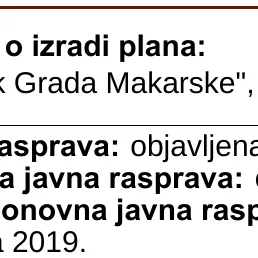 o izradi plana:
k Grada Makarske",
asprava: objavljena
a javna rasprava:
onovna javna rasp
a 2019.